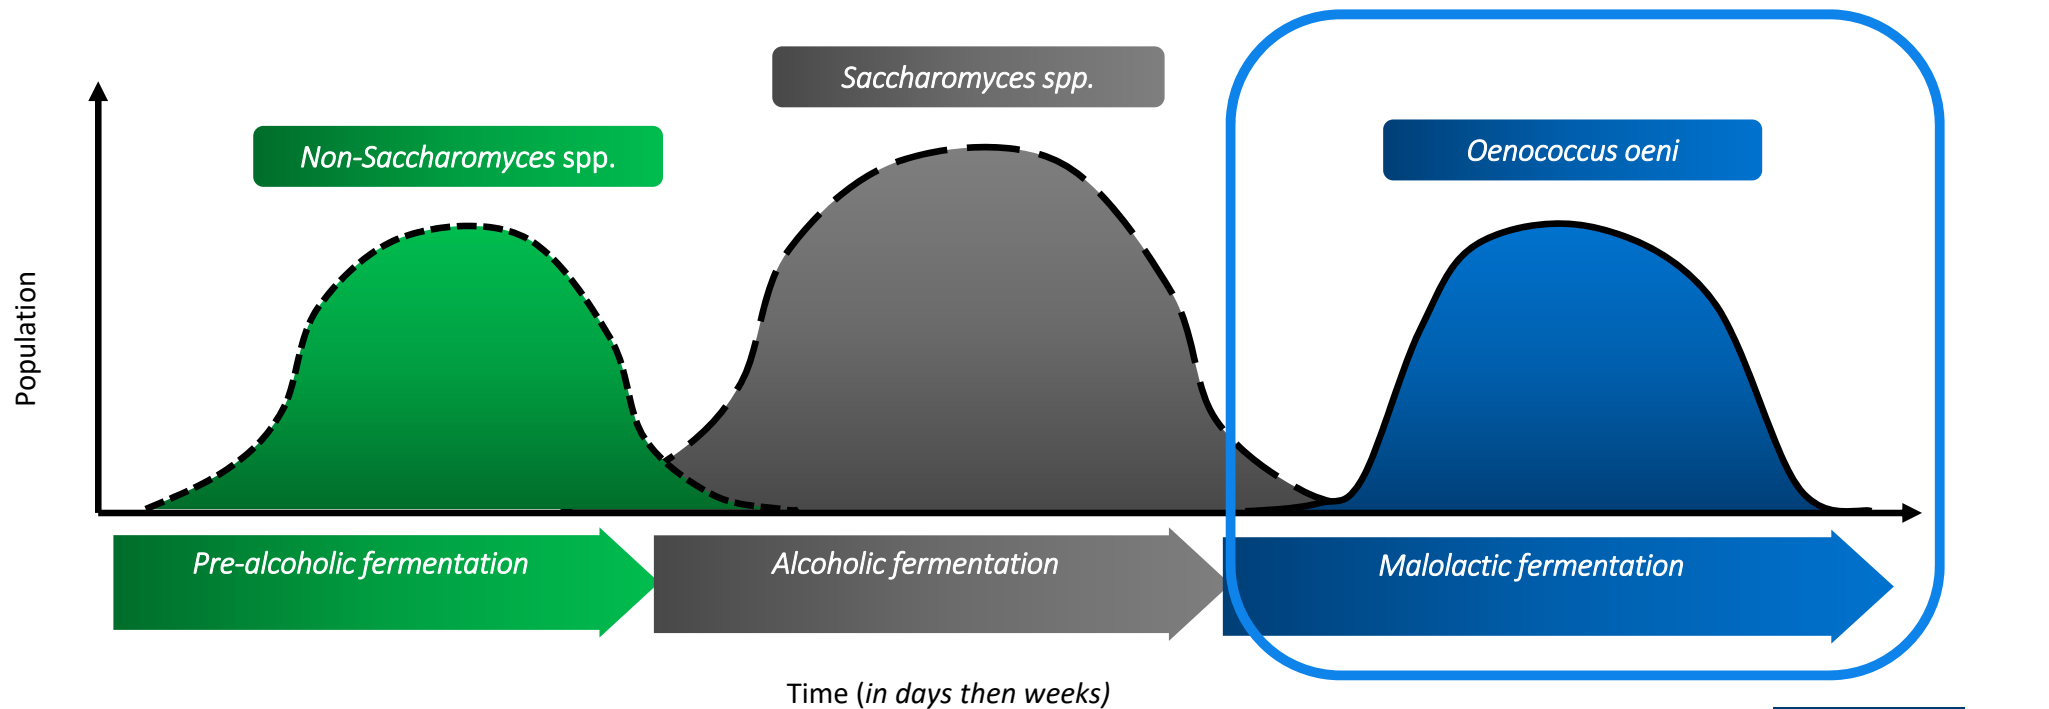 Saccharomyces spp.
Non-Saccharomyces spp.
Oenococcus oeni
Population
Pre-alcoholic fermentation
Alcoholic fermentation
Malolactic fermentation
Time (in days then weeks)